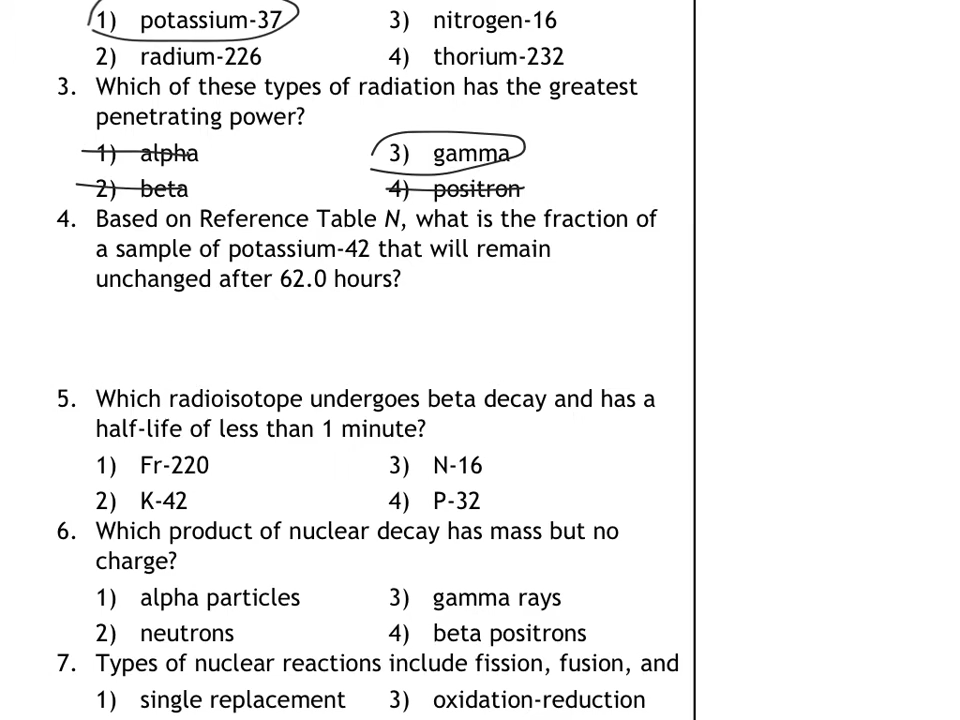 1) potassium-37 3) nitrogen-16
2) radium-226 4) thorium-232
3. Which of these types of radiation has the greatest
penetrating power?
1) alpha 3) gamma
2) beta 4) positron
4. Based on Reference Table N, what is the fraction of
a sample of potassium-42 that will remain
unchanged after 62.0 hours?
5. Which radioisotope undergoes beta decay and has a
half-life of less than 1 minute?
1) Fr-220 3) N-16
2) K-42 4) P-32
6. Which product of nuclear decay has mass but no
charge?
1) alpha particles 3) gamma rays
2) neutrons 4) beta positrons
7. Types of nuclear reactions include fission, fusion, and
1) single replacement 3) oxidation-reduction